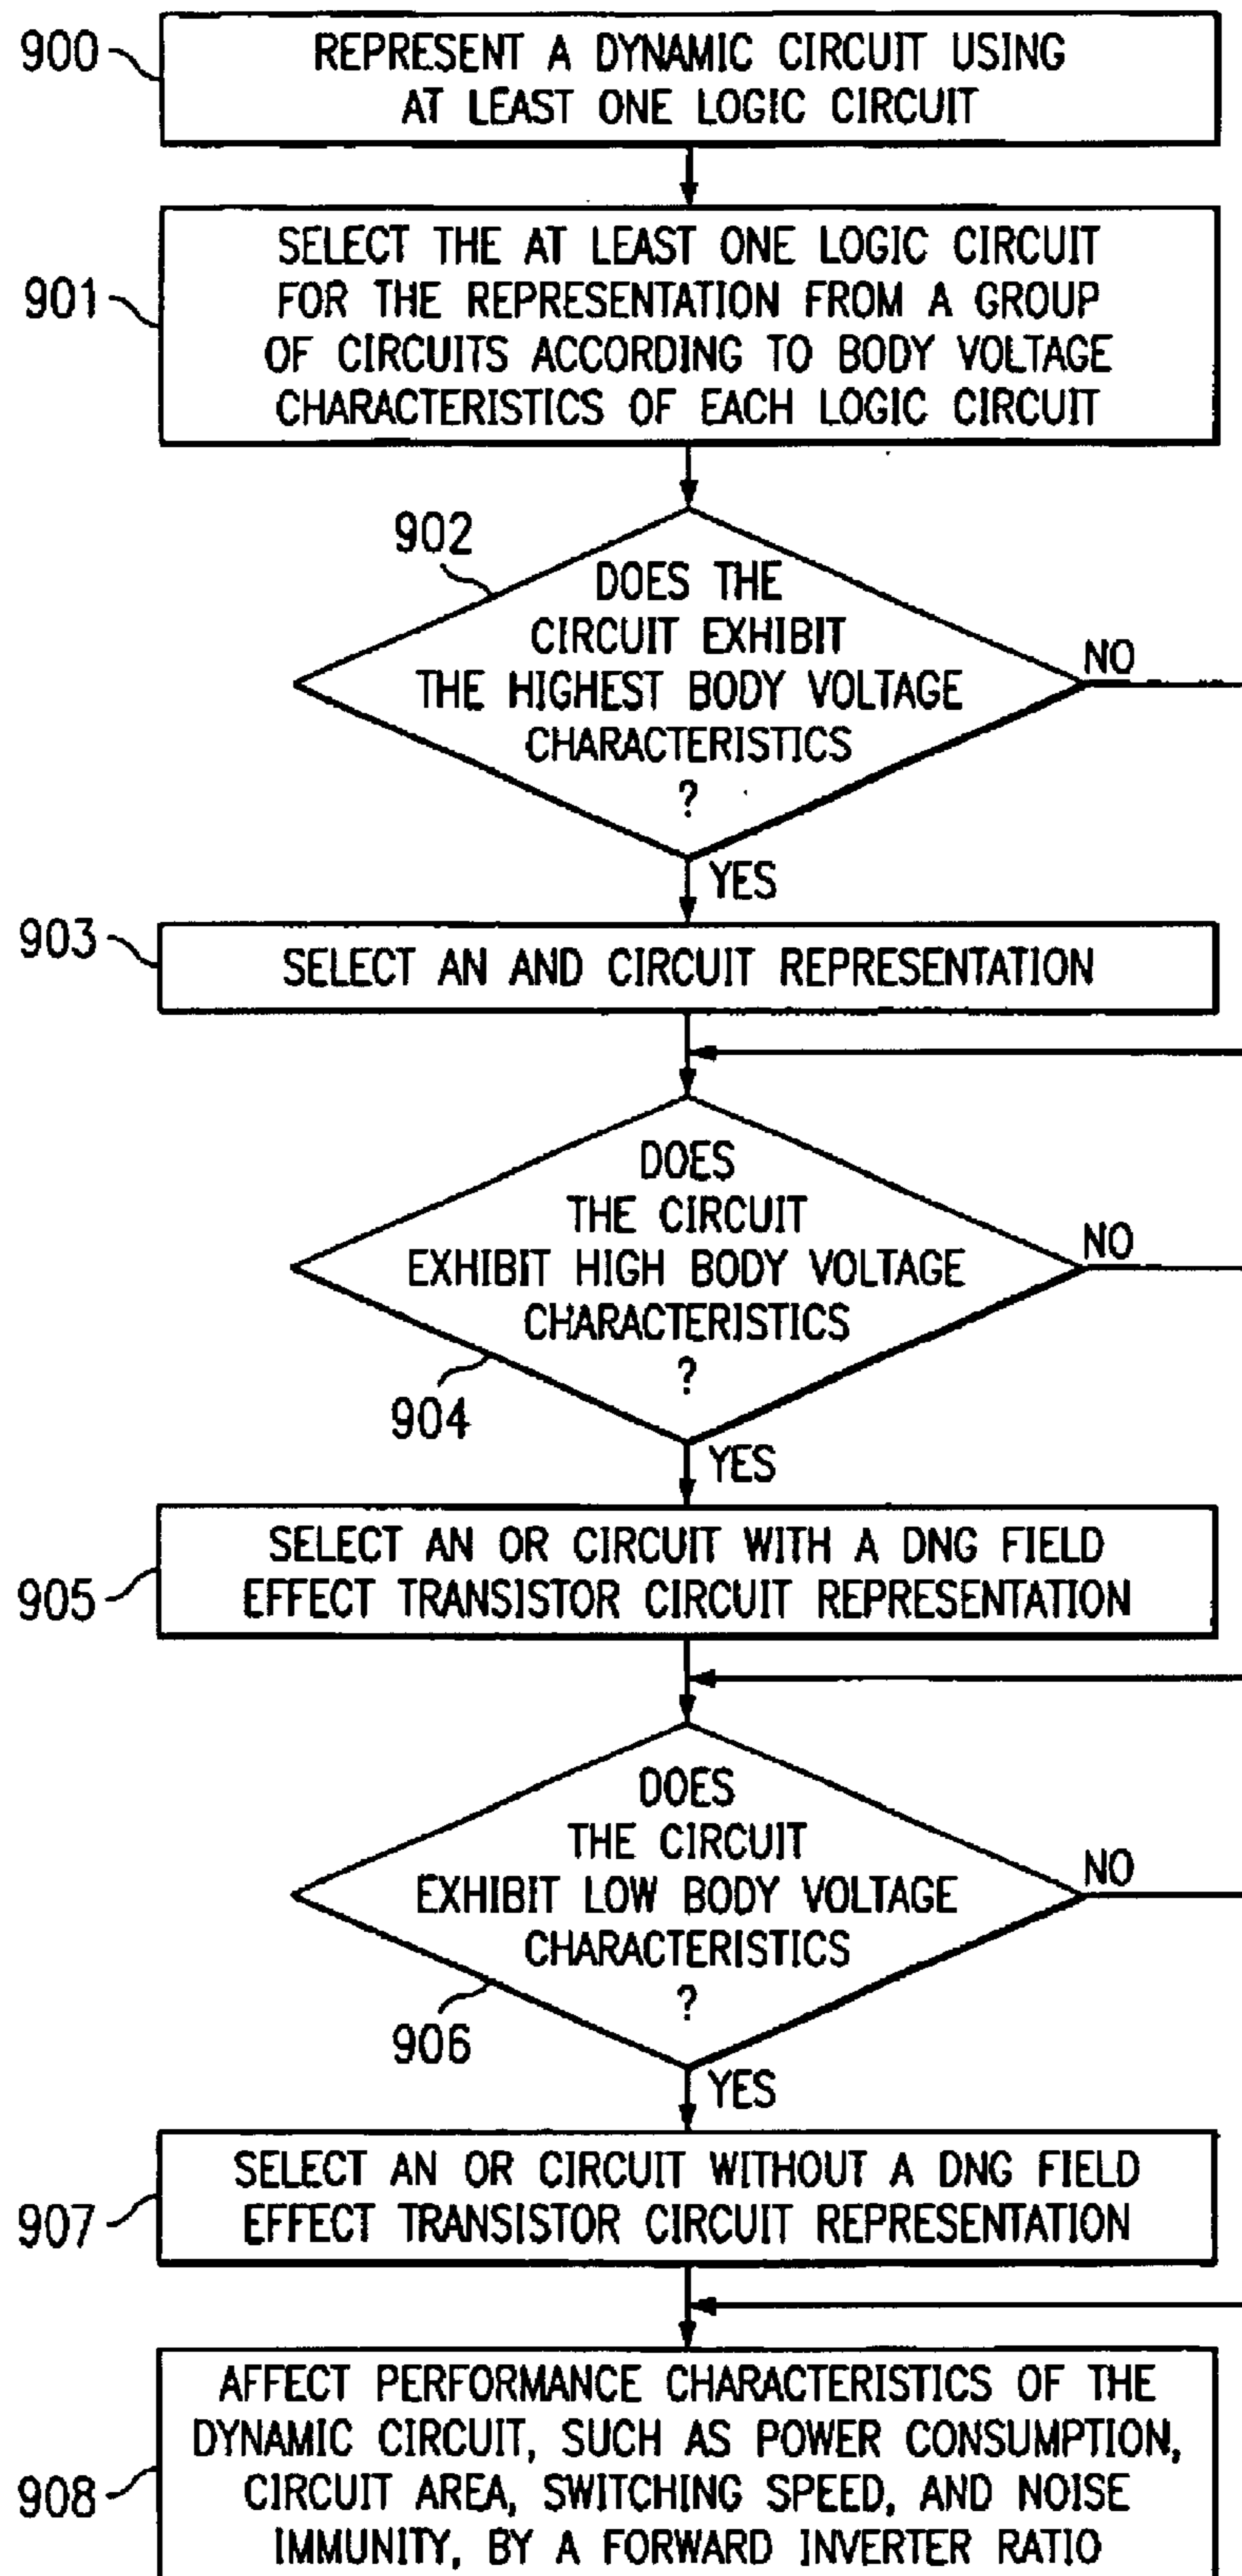 900
REPRESENT A DYNAMIC CIRCUIT USING
AT LEAST ONE LOGIC CIRCUIT
901
SELECT THE AT LEAST ONE LOGIC CIRCUIT
FOR THE REPRESENTATION FROM A GROUP
OF CIRCUITS ACCORDING TO BODY VOLTAGE
CHARACTERISTICS OF EACH LOGIC CIRCUIT
902
DOES THE
CIRCUIT EXHIBIT
THE HIGHEST BODY VOLTAGE
CHARACTERISTICS
?
NO
YES
903
SELECT AN AND CIRCUIT REPRESENTATION
DOES
THE CIRCUIT
EXHIBIT HIGH BODY VOLTAGE
CHARACTERISTICS
?
NO
904
YES
905
SELECT AN OR CIRCUIT WITH A DNG FIELD
EFFECT TRANSISTOR CIRCUIT REPRESENTATION
DOES
THE CIRCUIT
EXHIBIT LOW BODY VOLTAGE
CHARACTERISTICS
?
NO
906
YES
907
SELECT AN OR CIRCUIT WITHOUT A DNG FIELD
EFFECT TRANSISTOR CIRCUIT REPRESENTATION
908
AFFECT PERFORMANCE CHARACTERISTICS OF THE
DYNAMIC CIRCUIT, SUCH AS POWER CONSUMPTION,
CIRCUIT AREA, SWITCHING SPEED, AND NOISE
IMMUNITY, BY A FORWARD INVERTER RATIO